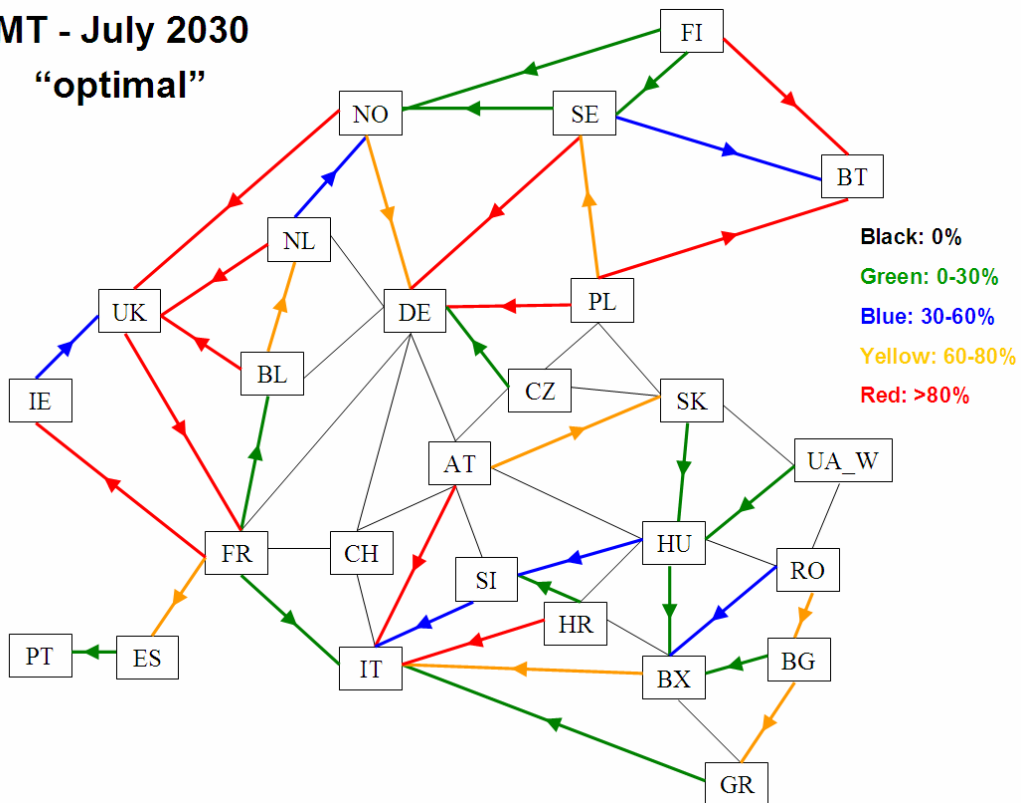 MT - July 2030
“optimal”
FI
NO
SE
BT
NL
Black: 0%
Green: 0-30%
UK
DE
PL
Blue: 30-60%
Yellow: 60-80%
BL
CZ
SK
Red: >80%
IE
AT
UA_W
FR
CH
HU
SI
RO
HR
PT
ES
IT
BX
BG
GR